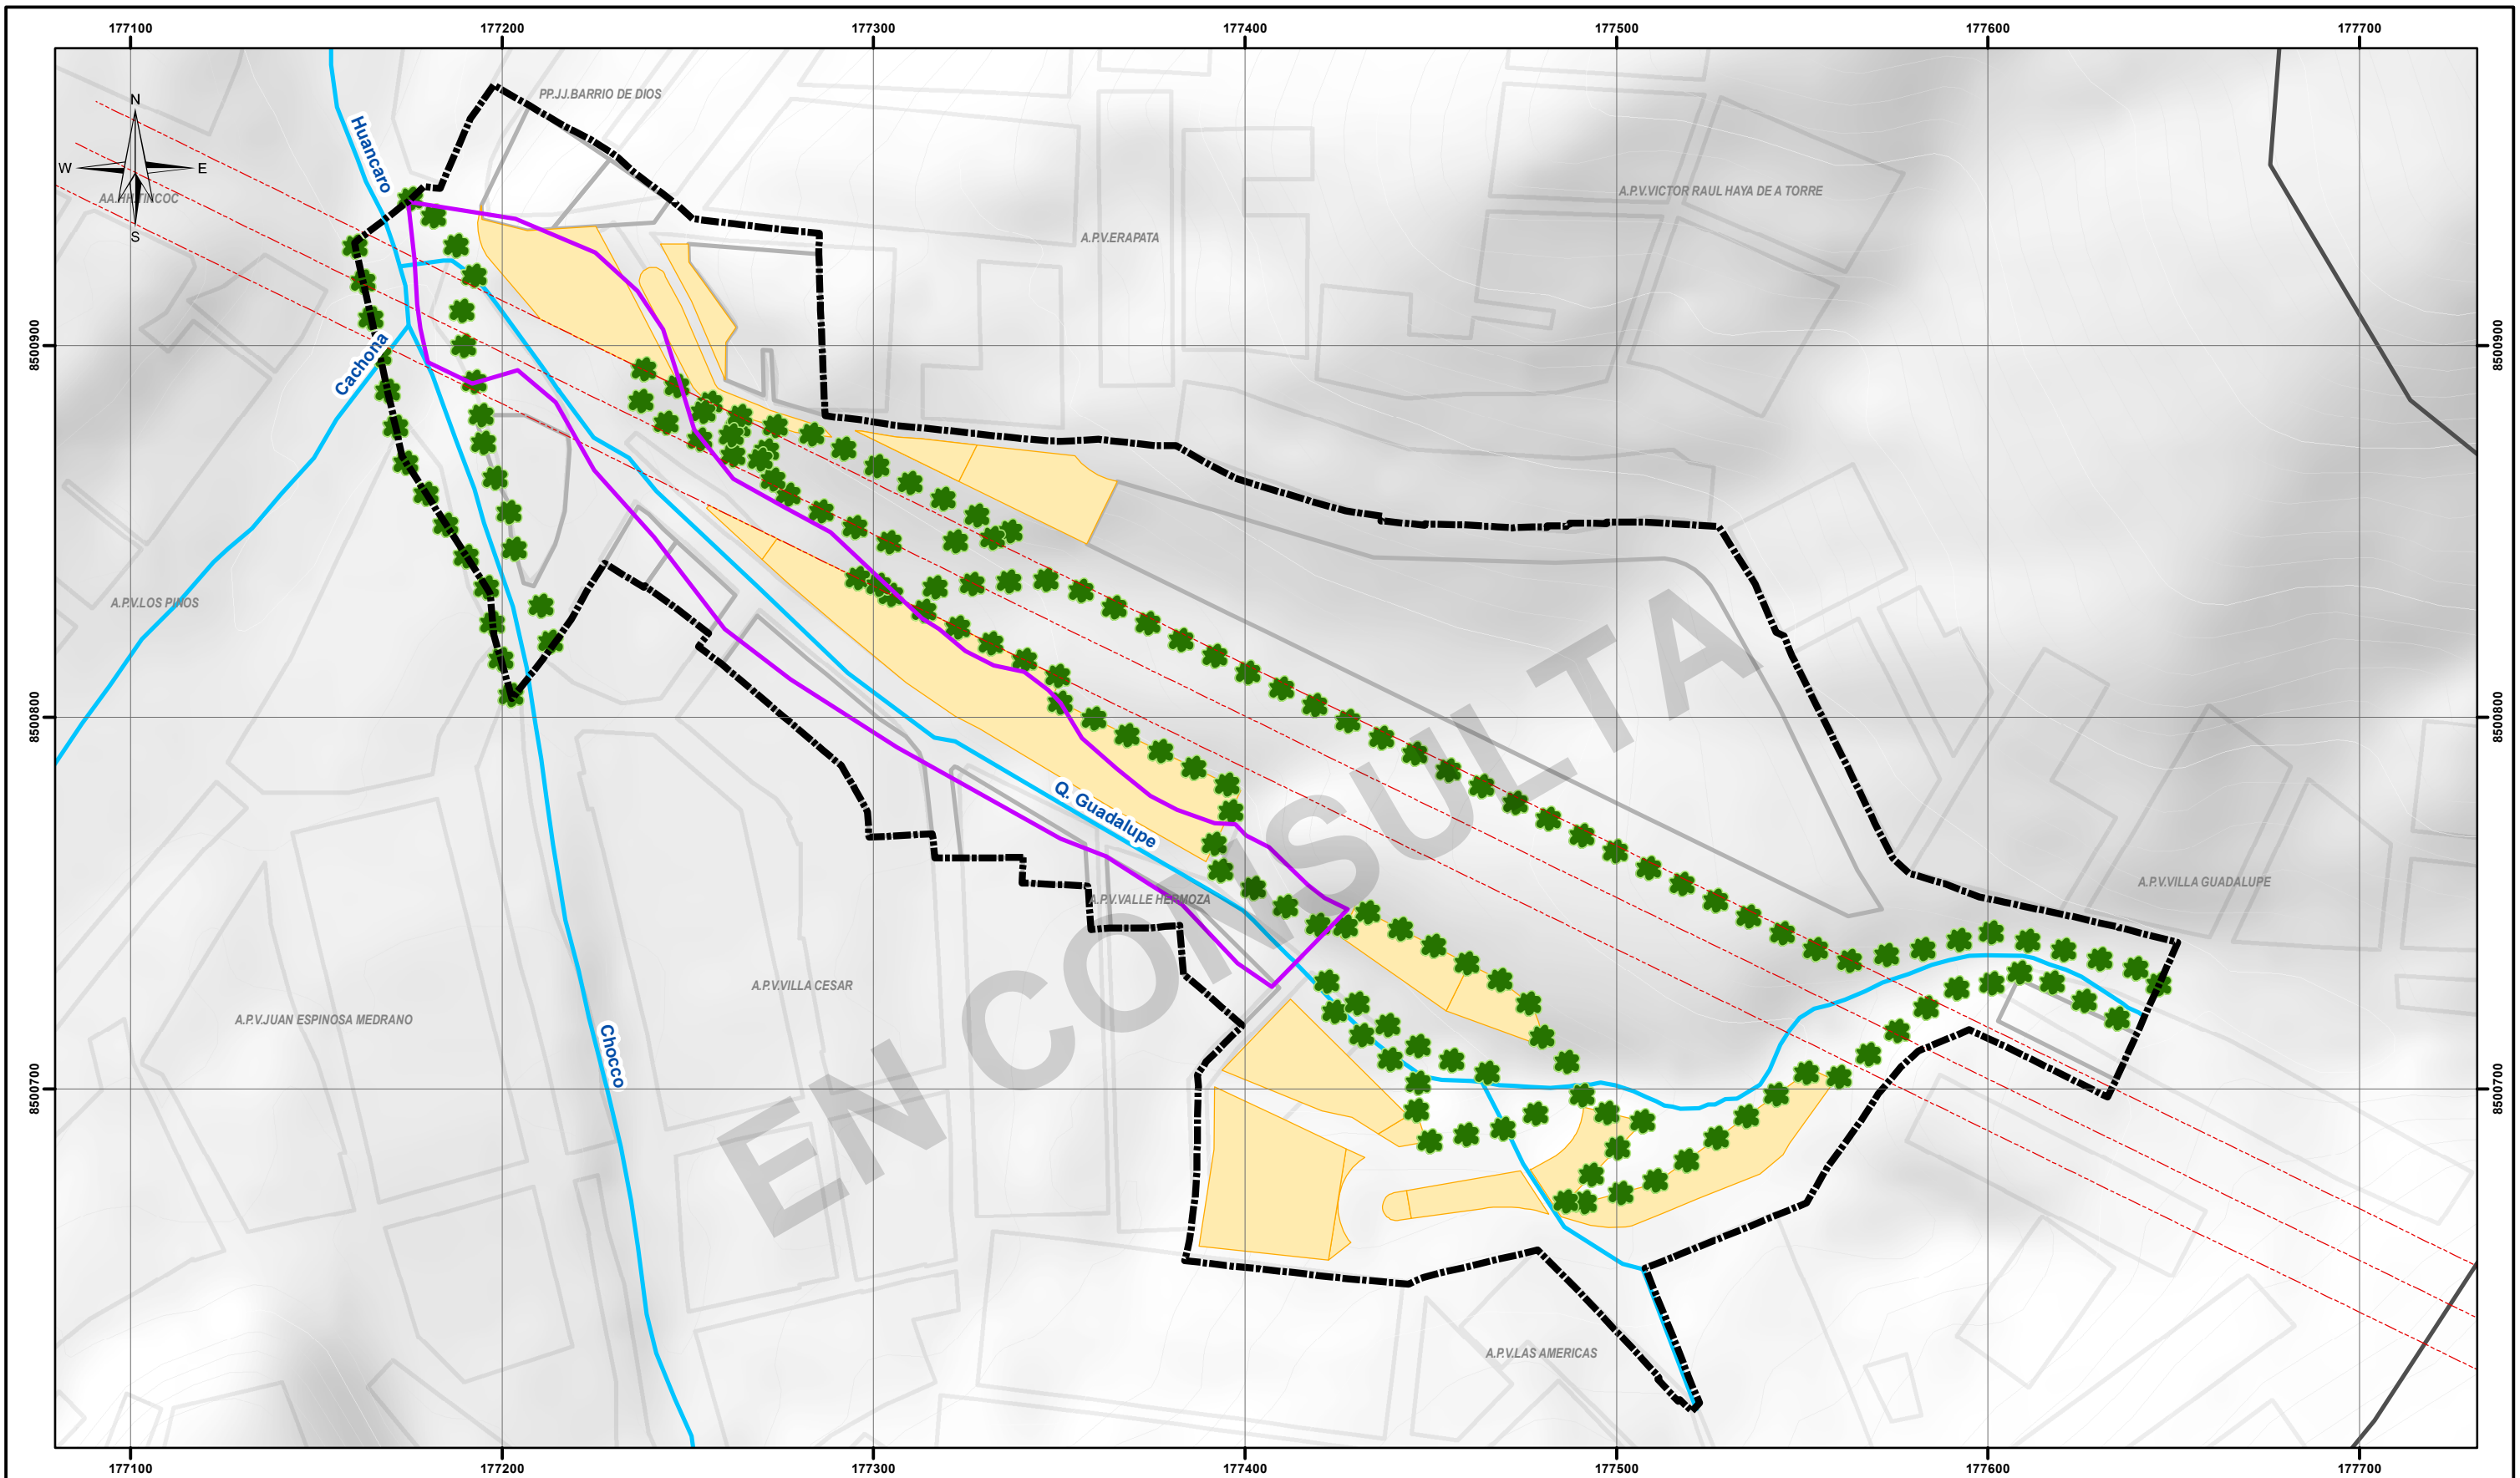 177100 177200 177300 177400 177500 177600 177700
PP.JJ.BARRIO DE DIOS
N
W E
S
Huancaro
AA.HH.TINCOC
A.P.V.VICTOR RAUL HAYA DE A TORRE
A.P.V.ERAPATA
8500900 8500900
Cachona
A.P.V.LOS PINOS
8500800 8500800
Q. Guadalupe
A.P.V.VILLA GUADALUPE
A.P.V.VALLE HERMOZA
EN CONSULTA
A.P.V.VILLA CESAR
A.P.V.JUAN ESPINOSA MEDRANO
Chocco
8500700 8500700
A.P.V.LAS AMERICAS
177100 177200 177300 177400 177500 177600 177700